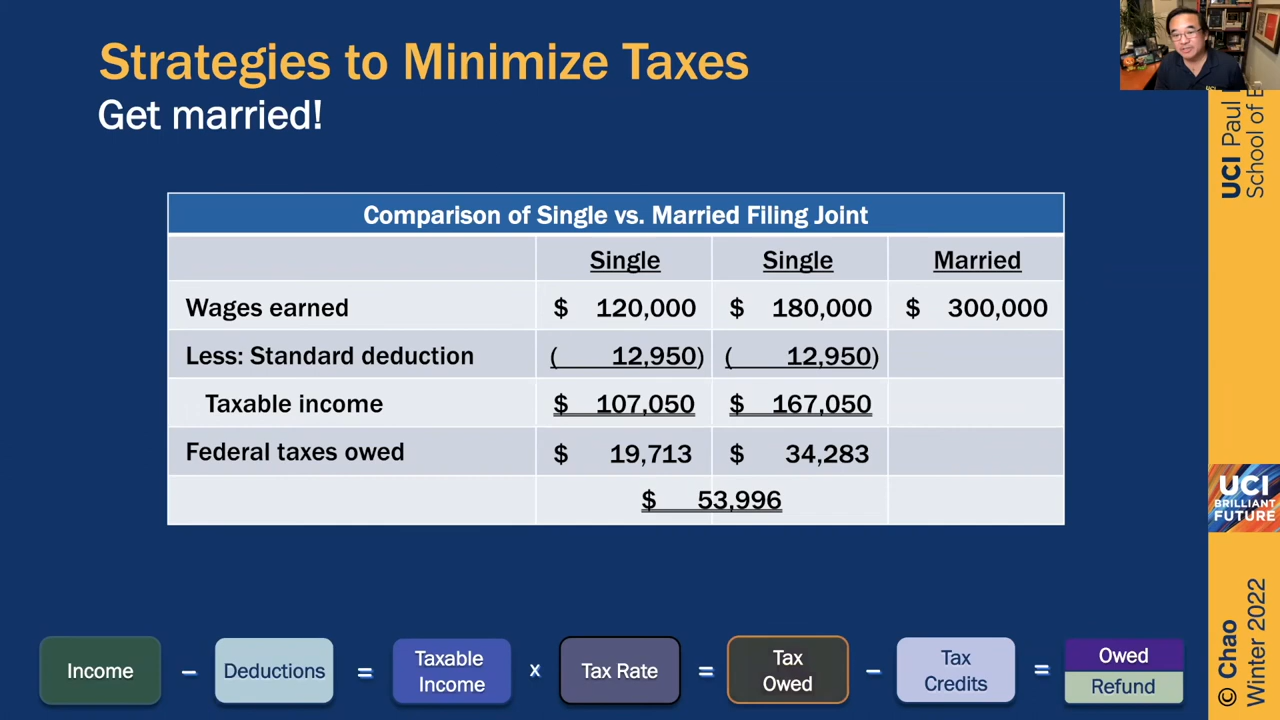 Strategies to Minimize Taxes
Get married!
Comparison of Single vs. Married Filing Joint
Single Single Married
Wages earned $ 120,000 $ 180,000 $ 300,000
Less: Standard deduction ( 12,950) ( 12,950)
Taxable income $ 107,050 $ 167,050
Federal taxes owed $ 19,713 $ 34,283
$ 53,996
Income – Deductions = Taxable Income x Tax Rate = Tax Owed – Tax Credits = Owed Refund
UCI Paul
School of
UCI
BRILLIANT
FUTURE
© Chao
Winter 2022